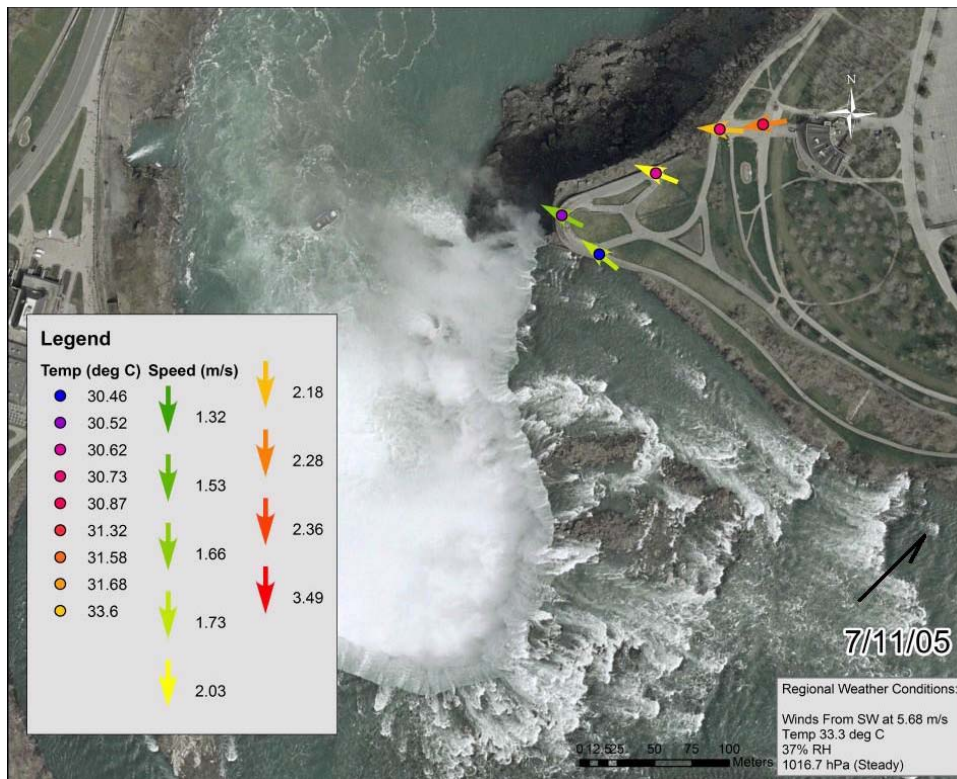 N
Legend
Temp (deg C) Speed (m/s)
30.46
30.52
30.62
30.73
30.87
31.32
31.58
31.68
33.6
1.32
1.53
1.66
1.73
2.03
2.18
2.28
2.36
3.49
7/11/05
Regional Weather Conditions:
Winds From SW at 5.68 m/s
Temp 33.3 deg C
37% RH
1016.7 hPa (Steady)
0 12.5 25 50 75 100
Meters